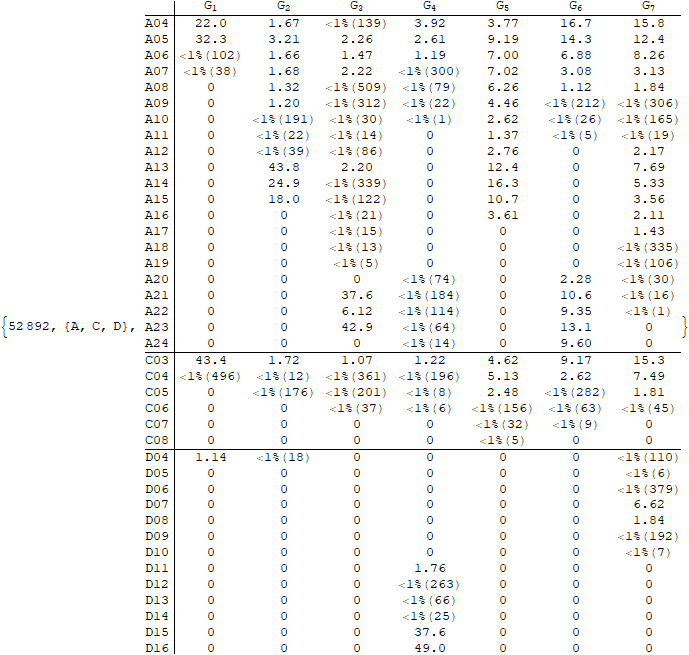 G1 G2 G3 G4 G5 G6 G7
A04 22.0 1.67 <1%(139) 3.92 3.77 16.7 15.8
A05 32.3 3.21 2.26 2.61 9.19 14.3 12.4
A06 <1%(102) 1.66 1.47 1.19 7.00 6.88 8.26
A07 <1%(38) 1.68 2.22 <1%(300) 7.02 3.08 3.13
A08 0 1.32 <1%(509) <1%(79) 6.26 1.12 1.84
A09 0 1.20 <1%(312) <1%(22) 4.46 <1%(212) <1%(306)
A10 0 <1%(191) <1%(30) <1%(1) 2.62 <1%(26) <1%(165)
A11 0 <1%(22) <1%(14) 0 1.37 <1%(5) <1%(19)
A12 0 <1%(39) <1%(86) 0 2.76 0 2.17
A13 0 43.8 2.20 0 12.4 0 7.69
A14 0 24.9 <1%(339) 0 16.3 0 5.33
A15 0 18.0 <1%(122) 0 10.7 0 3.56
A16 0 0 <1%(21) 0 3.61 0 2.11
A17 0 0 <1%(15) 0 0 0 1.43
A18 0 0 <1%(13) 0 0 0 <1%(335)
A19 0 0 <1%(5) 0 0 0 <1%(106)
A20 0 0 0 <1%(74) 0 2.28 <1%(30)
A21 0 0 37.6 <1%(184) 0 10.6 <1%(16)
A22 0 0 6.12 <1%(114) 0 9.35 <1%(1)
{52892, {A, C, D}, A23 0 0 42.9 <1%(64) 0 13.1 0 }
A24 0 0 0 <1%(14) 0 9.60 0
C03 43.4 1.72 1.07 1.22 4.62 9.17 15.3
C04 <1%(496) <1%(12) <1%(361) <1%(196) 5.13 2.62 7.49
C05 0 <1%(176) <1%(201) <1%(8) 2.48 <1%(282) 1.81
C06 0 0 <1%(37) <1%(6) <1%(156) <1%(63) <1%(45)
C07 0 0 0 0 <1%(32) <1%(9) 0
C08 0 0 0 0 <1%(5) 0 0
D04 1.14 <1%(18) 0 0 0 0 <1%(110)
D05 0 0 0 0 0 0 <1%(6)
D06 0 0 0 0 0 0 <1%(379)
D07 0 0 0 0 0 0 6.62
D08 0 0 0 0 0 0 1.84
D09 0 0 0 0 0 0 <1%(192)
D10 0 0 0 0 0 0 <1%(7)
D11 0 0 0 1.76 0 0 0
D12 0 0 0 <1%(263) 0 0 0
D13 0 0 0 <1%(66) 0 0 0
D14 0 0 0 <1%(25) 0 0 0
D15 0 0 0 37.6 0 0 0
D16 0 0 0 49.0 0 0 0